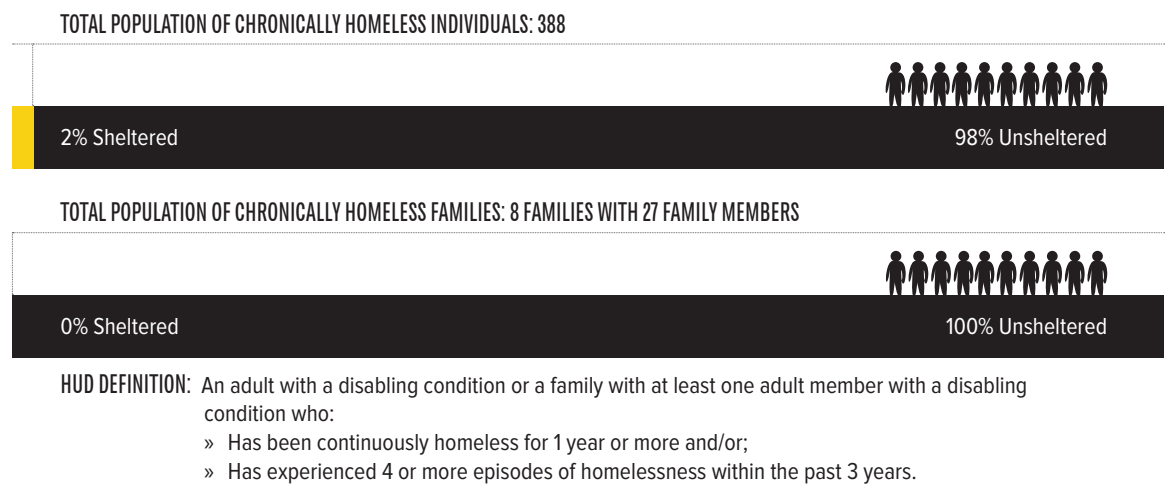 TOTAL POPULATION OF CHRONICALLY HOMELESS INDIVIDUALS: 388
2% Sheltered 98% Unsheltered
TOTAL POPULATION OF CHRONICALLY HOMELESS FAMILIES: 8 FAMILIES WITH 27 FAMILY MEMBERS
0% Sheltered 100% Unsheltered
HUD DEFINITION: An adult with a disabling condition or a family with at least one adult member with a disabling
condition who:
» Has been continuously homeless for 1 year or more and/or;
» Has experienced 4 or more episodes of homelessness within the past 3 years.